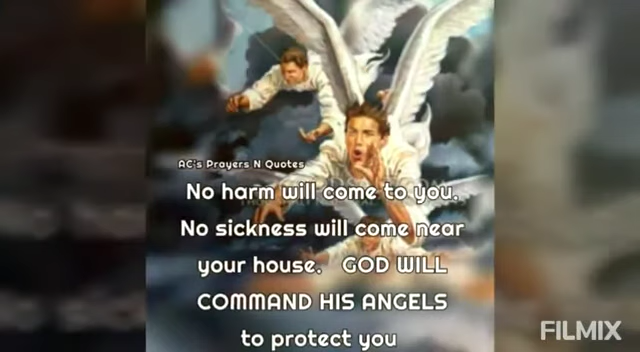 AC's Prayers N Quotes
No harm will come to you.
No sickness will come near
your house. GOD WILL
COMMAND HIS ANGELS
to protect you
FILMIX